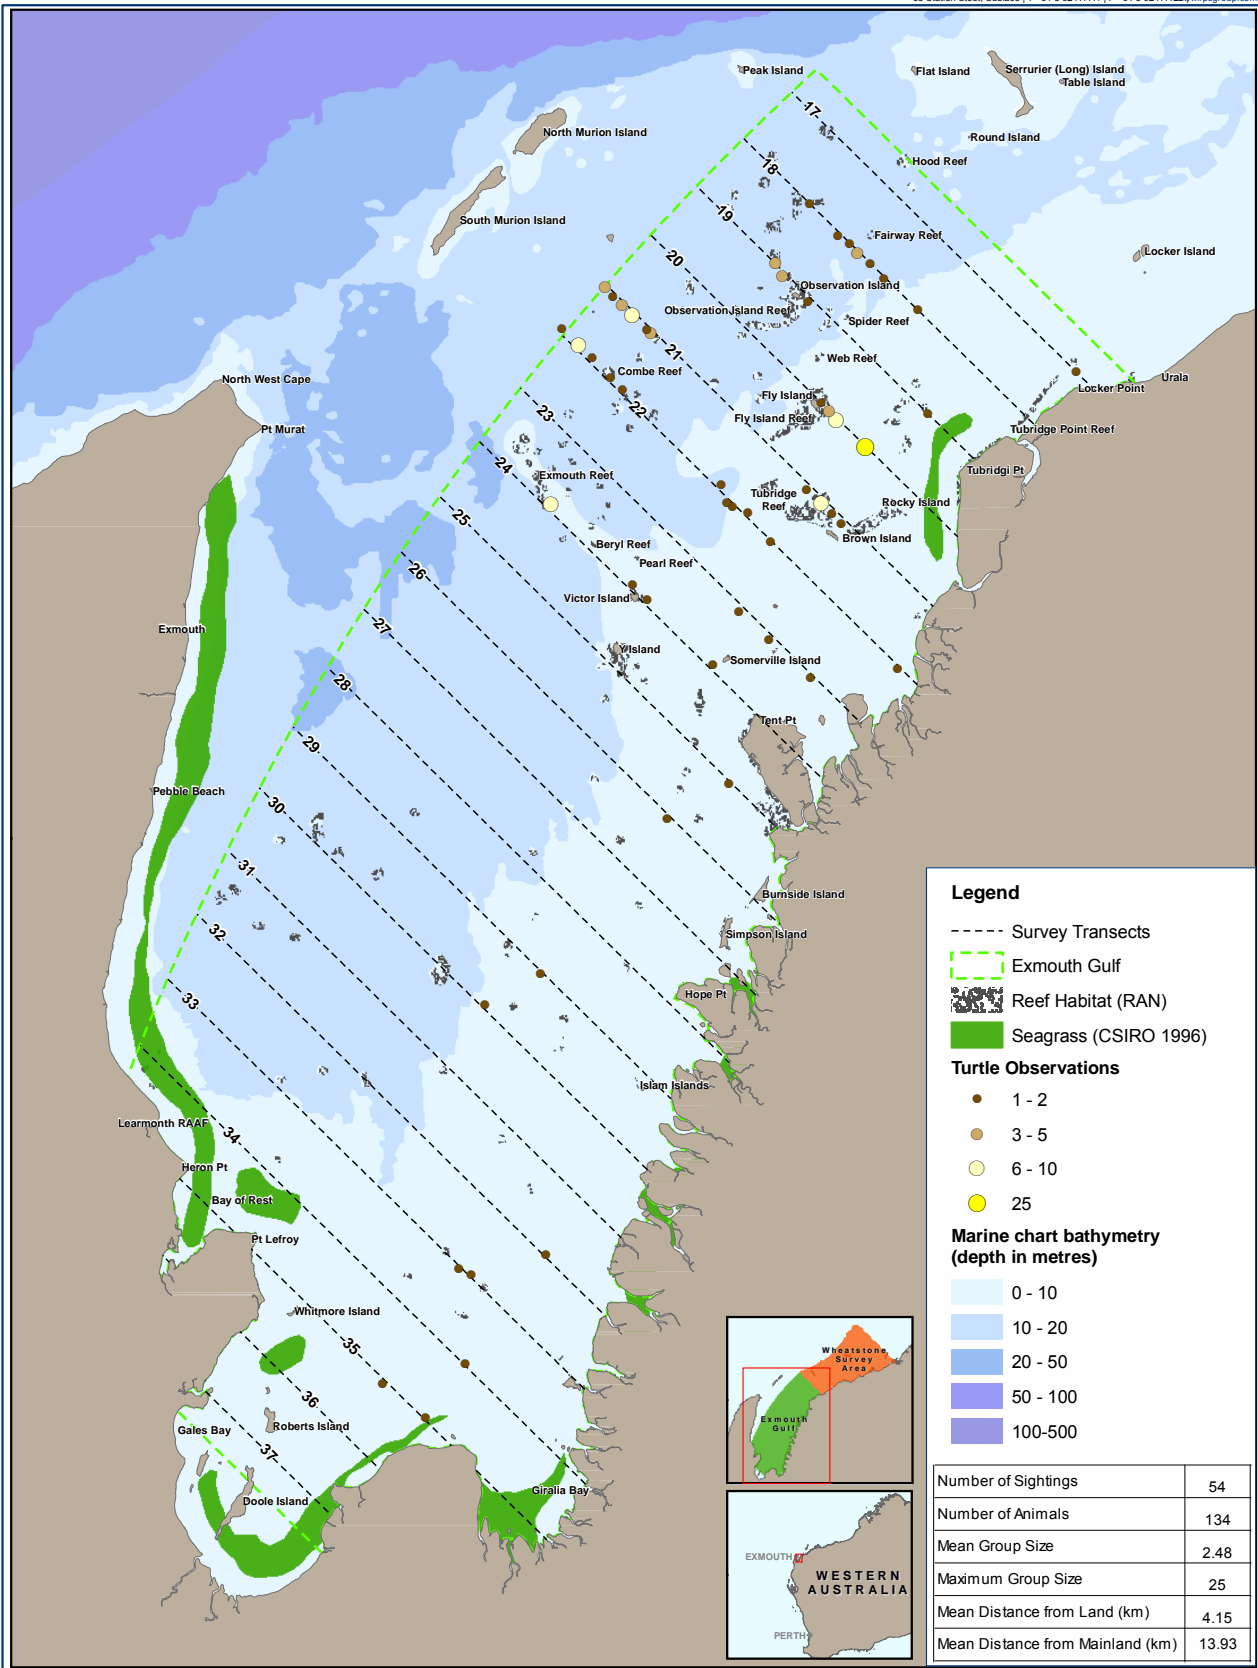 Peak Island
Flat Island
Serrurier (Long) Island
Table Island
17
North Murion Island
Round Island
Hood Reef
18
19
South Murion Island
Fairway Reef
20
Locker Island
Observation Island
Observation Island Reef
Spider Reef
21
Web Reef
Combe Reef
North West Cape
Urala
Locker Point
Fly Island
22
23
Fly Island Reef
Pt Murat
Tubridge Point Reef
24
Exmouth Reef
Tubridgi Pt
Tubridge
Reef
Rocky Island
25
Brown Island
Beryl Reef
Pearl Reef
26
Victor Island
27
Exmouth
Y Island
Somerville Island
28
Tent Pt
29
Pebble Beach
30
31
Burnside Island
32
Simpson Island
33
Hope Pt
Islam Islands
Learmonth RAAF
34
Heron Pt
Bay of Rest
Pt Lefroy
Whitmore Island
35
36
Roberts Island
Gales Bay
37
Doole Island
Giralia Bay
Legend
Survey Transects
Exmouth Gulf
Reef Habitat (RAN)
Seagrass (CSIRO 1996)
Turtle Observations
1 - 2
3 - 5
6 - 10
25
Marine chart bathymetry
(depth in metres)
0 - 10
10 - 20
20 - 50
50 - 100
100-500
Wheatstone
Survey
Area
Exmouth
Gulf
EXMOUTH
WESTERN
AUSTRALIA
PERTH
Number of Sightings 54
Number of Animals 134
Mean Group Size 2.48
Maximum Group Size 25
Mean Distance from Land (km) 4.15
Mean Distance from Mainland (km) 13.93